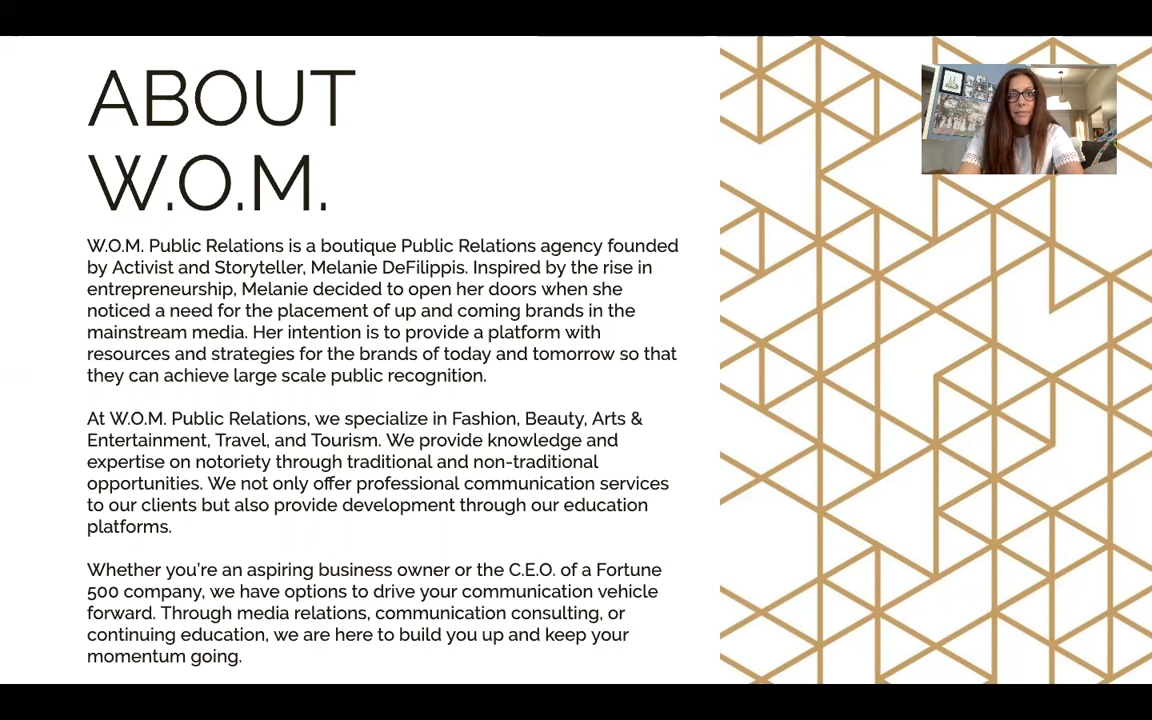 ABOUT
W.O.M.
W.O.M. Public Relations is a boutique Public Relations agency founded
by Activist and Storyteller, Melanie DeFilippis. Inspired by the rise in
entrepreneurship, Melanie decided to open her doors when she
noticed a need for the placement of up and coming brands in the
mainstream media. Her intention is to provide a platform with
resources and strategies for the brands of today and tomorrow so that
they can achieve large scale public recognition.
At W.O.M. Public Relations, we specialize in Fashion, Beauty, Arts &
Entertainment, Travel, and Tourism. We provide knowledge and
expertise on notoriety through traditional and non-traditional
opportunities. We not only offer professional communication services
to our clients but also provide development through our education
platforms.
Whether you're an aspiring business owner or the C.E.O. of a Fortune
500 company, we have options to drive your communication vehicle
forward. Through media relations, communication consulting, or
continuing education, we are here to build you up and keep your
momentum going.